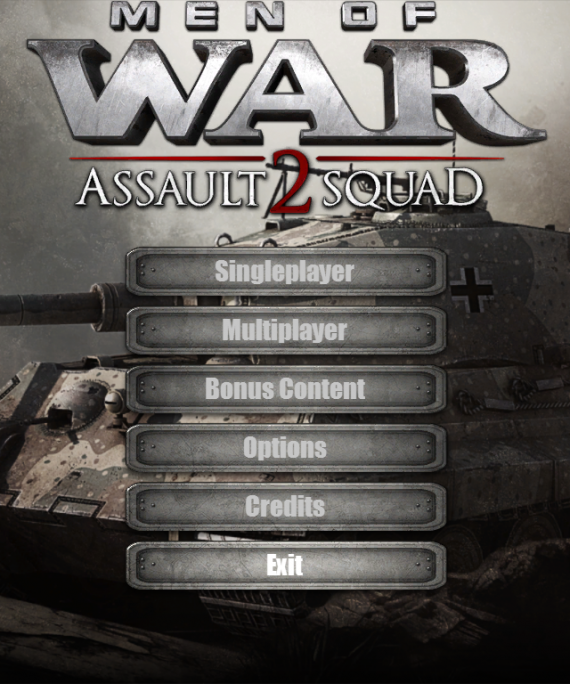 MEN OF
WAR
ASSAULT 2 SQUAD
Singleplayer
Multiplayer
Bonus Content
Options
Credits
Exit